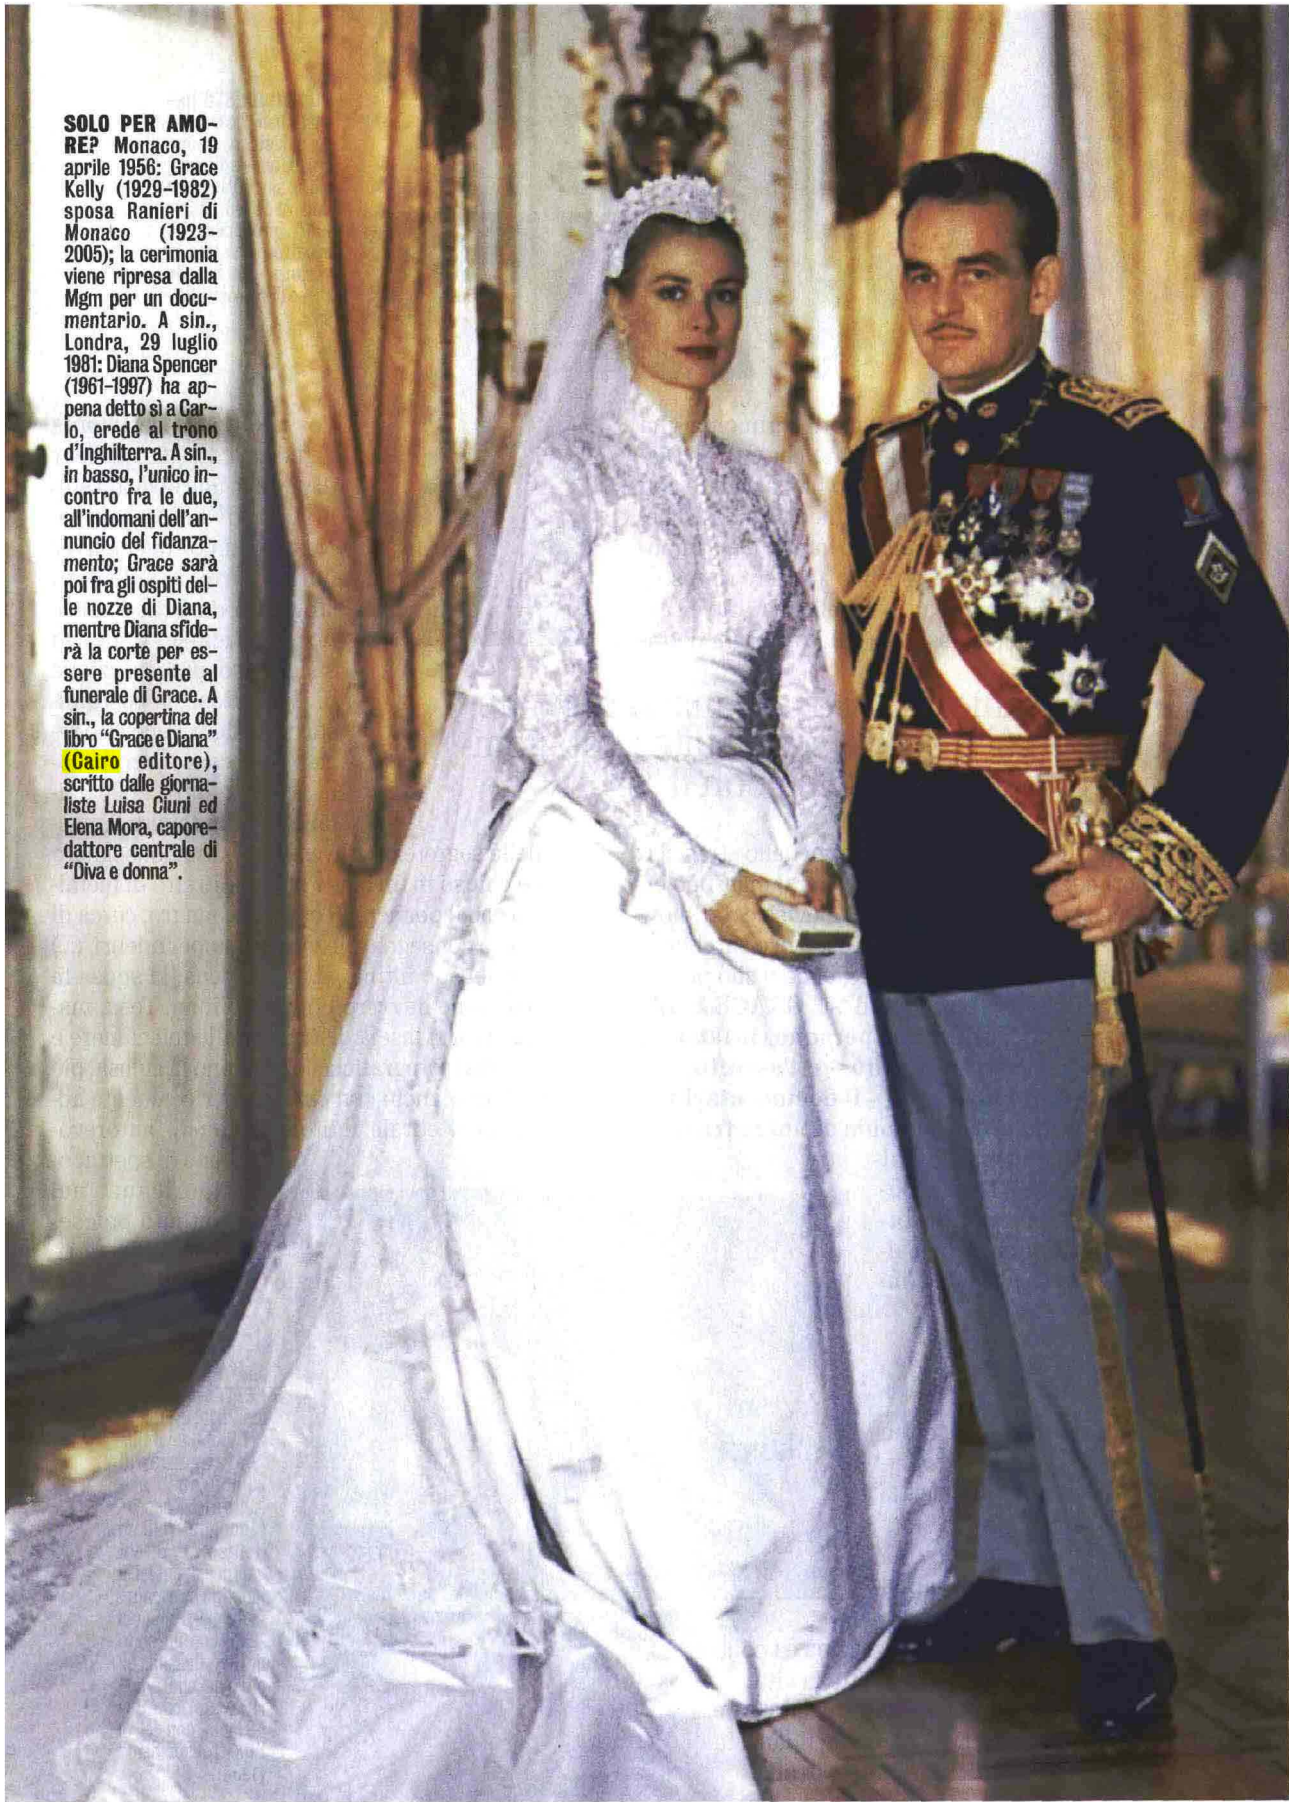 SOLO PER AMO-
RE? Monaco, 19
aprile 1956: Grace
Kelly (1929-1982)
sposa Ranieri di
Monaco (1923-
2005); la cerimonia
viene ripresa dalla
Mgm per un docu-
mentario. A sin.,
Londra, 29 luglio
1981: Diana Spencer
(1961-1997) ha ap-
pena detto sì a Car-
lo, erede al trono
d'Inghilterra. A sin.,
in basso, l'unico in-
contro fra le due,
all'indomani dell'an-
nuncio del fidanza-
mento; Grace sarà
poi fra gli ospiti del-
le nozze di Diana,
mentre Diana sfide-
rà la corte per es-
sere presente al
funerale di Grace. A
sin., la copertina del
libro "Grace e Diana"
(Cairo editore),
scritto dalle giorna-
liste Luisa Ciuni ed
Elena Mora, capore-
dattore centrale di
"Diva e donna".